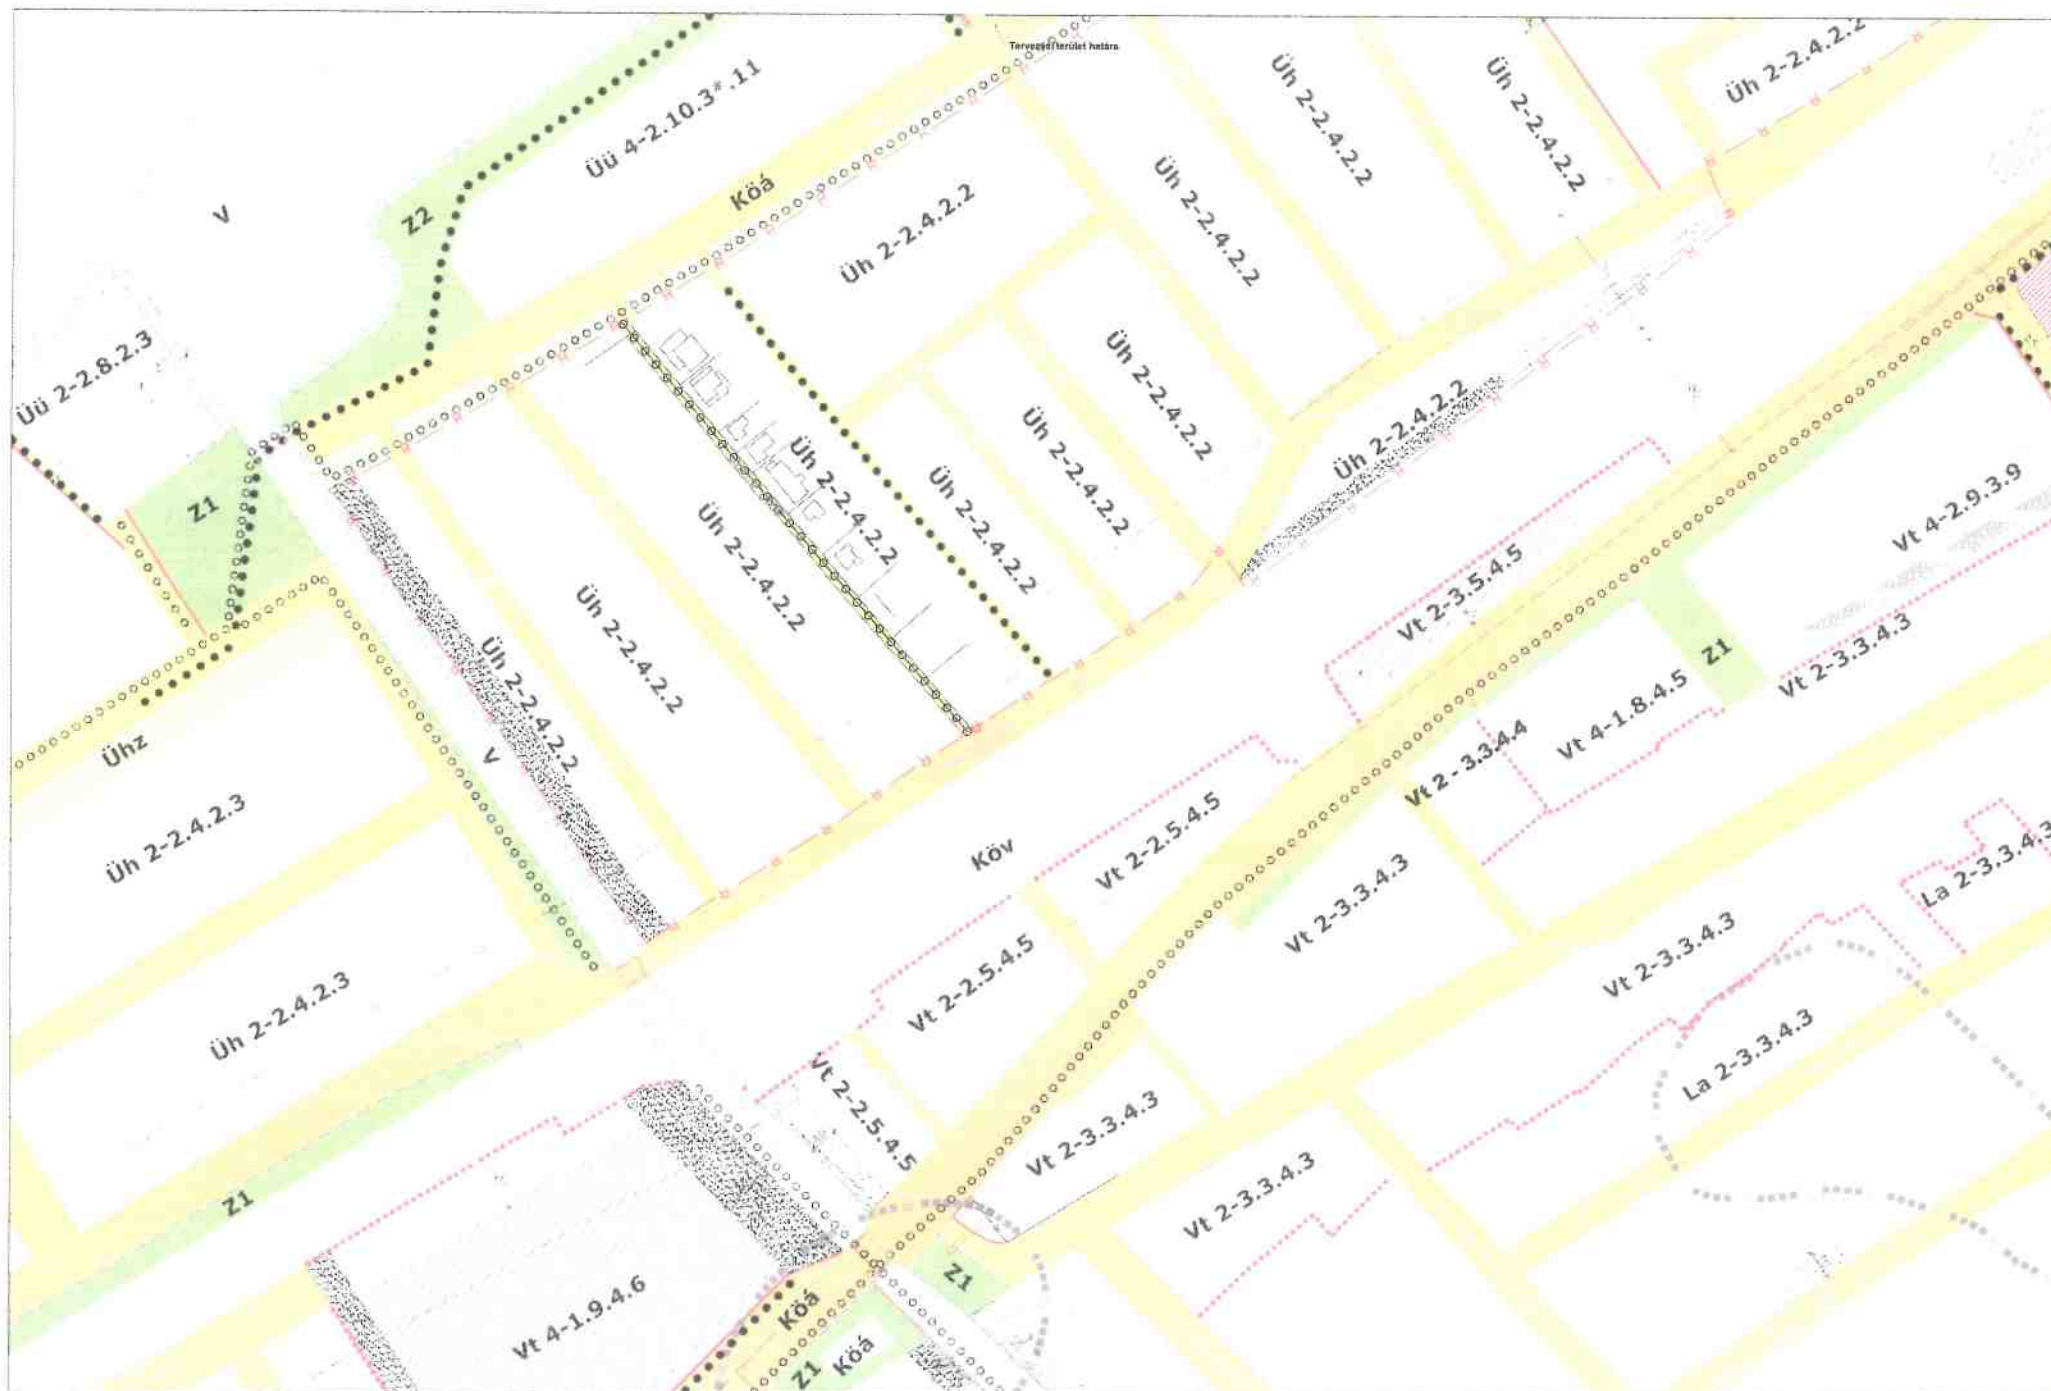 Tervezési terület határa
Üü 4-2.10.3*.11
Üh 2-2.4.2.2
Üh 2-2.4.2.2
Üh 2-2.4.2.2
V
Z2
Köá
Üh 2-2.4.2.2
Üh 2-2.4.2.2
Üü 2-2.8.2.3
Üh 2-2.4.2.2
Üh 2-2.4.2.2
Üh 2-2.4.2.2
Z1
Üh 2-2.4.2.2
Üh 2-2.4.2.2
Üh 2-2.4.2.2
Vt 4-2.9.3.9
Üh 2-2.4.2.2
Üh 2-2.4.2.2
Vt 2-3.5.4.5
Üh 2-2.4.2.2
Z1
Vt 2-3.3.4.3
Ühz
V
Vt 2 - 3.3.4.4
Vt 4-1.8.4.5
Üh 2-2.4.2.3
Köv
Vt 2-2.5.4.5
Vt 2-3.3.4.3
La 2-3.3.4.3
Üh 2-2.4.2.3
Vt 2-2.5.4.5
Vt 2-3.3.4.3
La 2-3.3.4.3
Vt 2-2.5.4.5
Vt 2-3.3.4.3
Z1
Vt 2-3.3.4.3
Z1
Vt 4-1.9.4.6
Köá
Z1
Köá